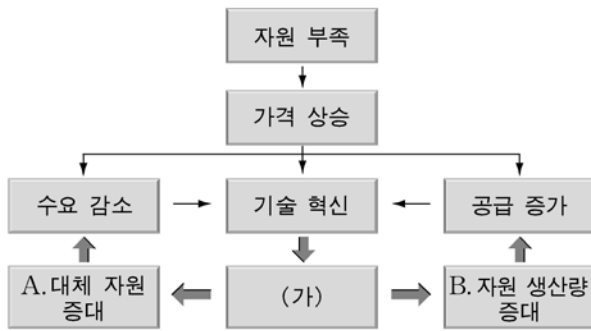 자원 부족
가격 상승
수요 감소
기술 혁신
공급 증가
A. 대체 자원
증대
(가)
B. 자원 생산량
증대